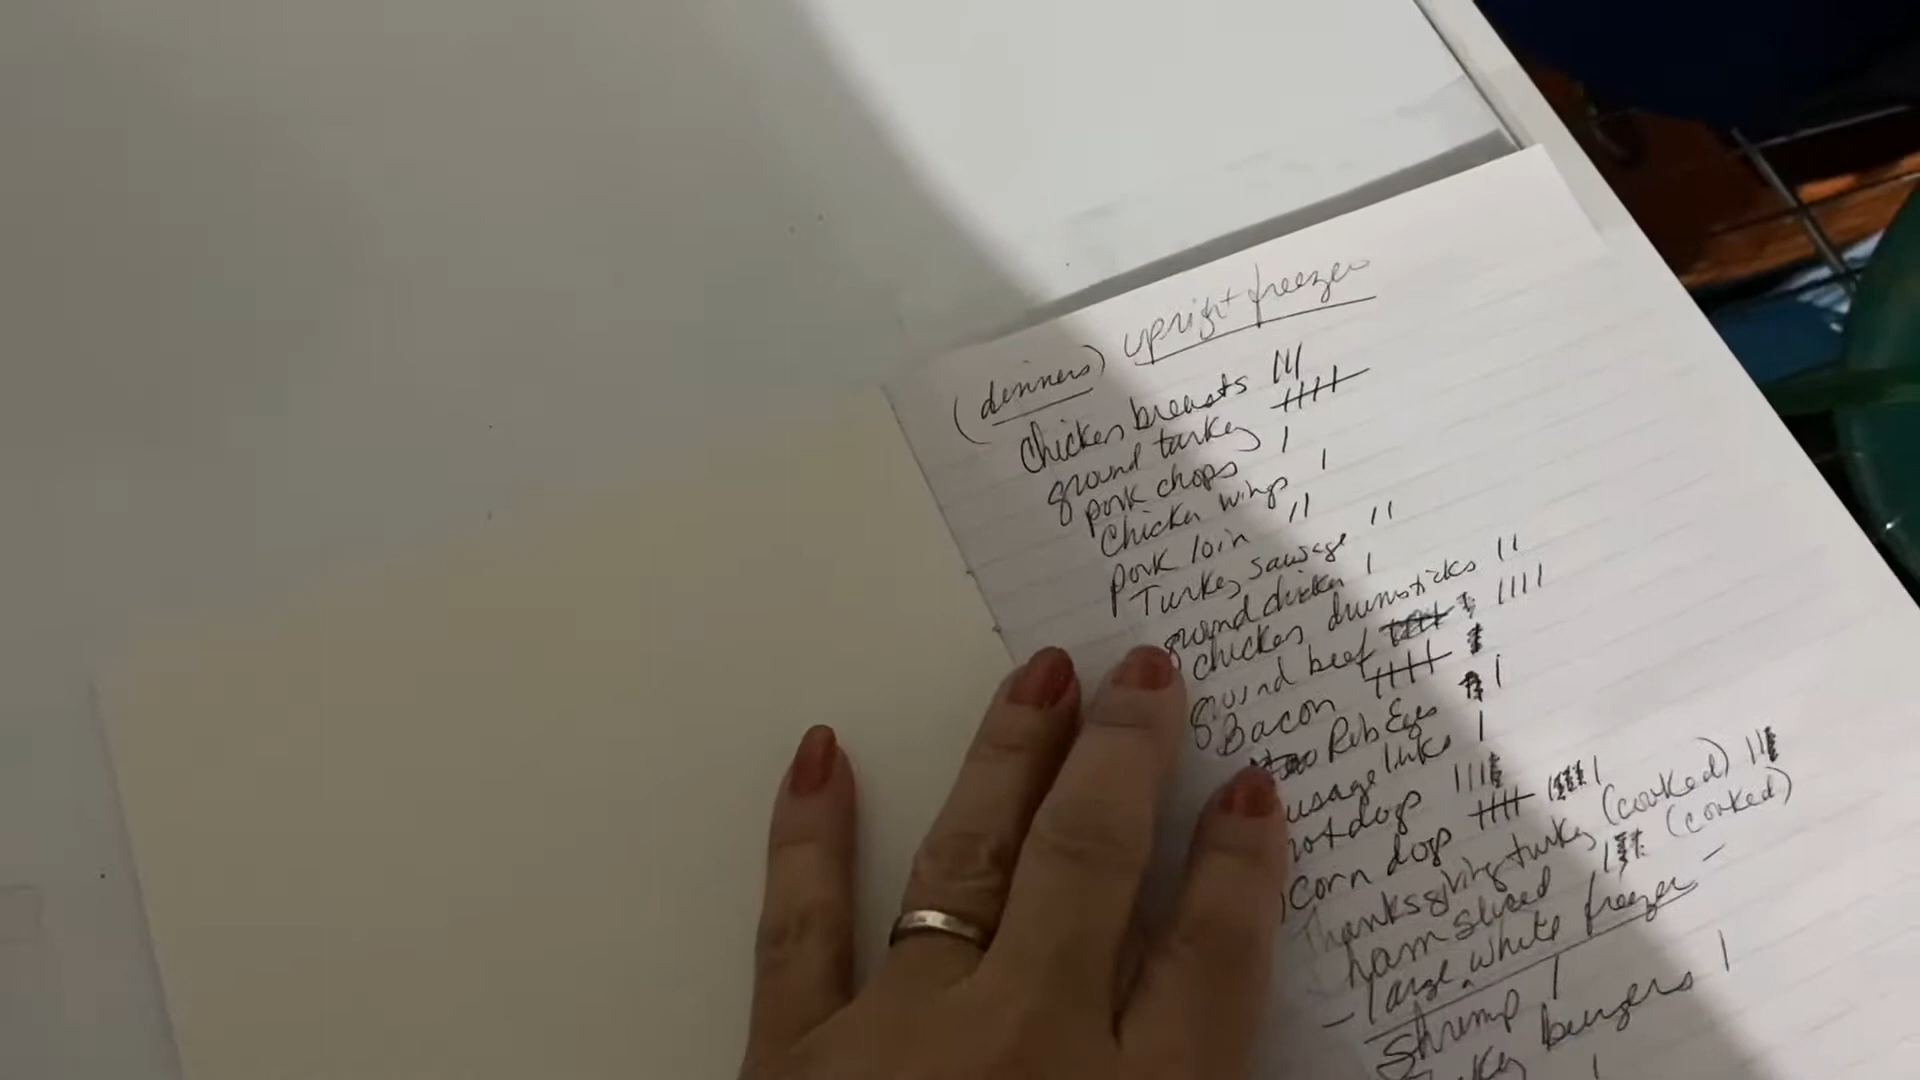 (dinners) upright freezer
Chicken breasts |||
ground turkey ||||
pork chops |
Chicken wings |
pork loin ||
Turkey sausage ||
ground chicken |
chicken drumsticks ||
ground beef ||||
Bacon ||||
Rib Eyes |
usage links |
hot dogs |||
Corn dogs |||| |
Thanksgiving turkey (cooked) ||
ham sliced | (cooked)
- large white freezer -
shrimp |
burgers |